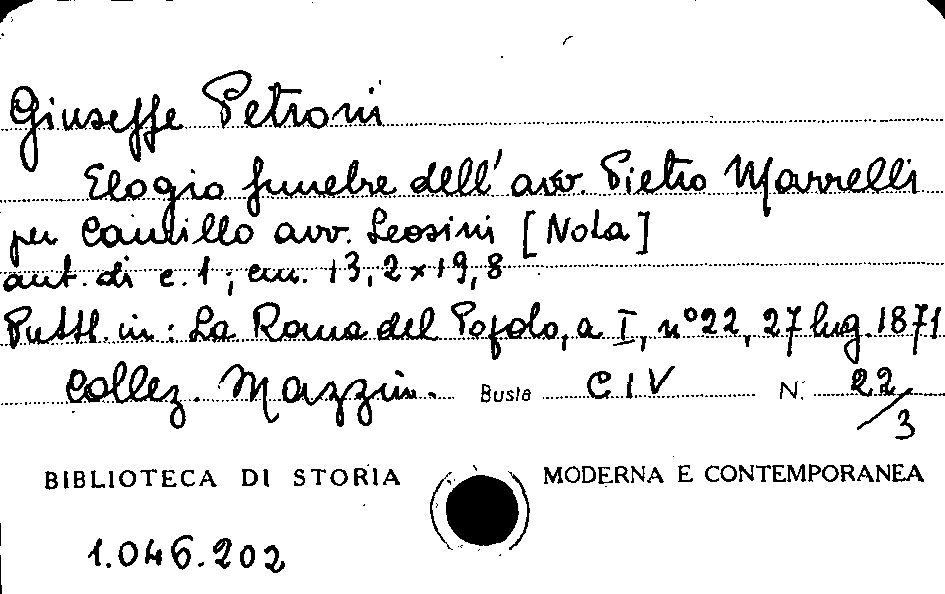 Giuseppe Petroni
Elogio funebre dell' avv. Pietro Marrelli
per Camillo avv. Leosini [Nota]
aut. di c. 1; cm. 13,2 x 19,8
Pubbl. in: La Roma del Popolo, a I, n° 22, 27 lug. 1871
Collez. Mazzin. Busta CIV N. 22/3
BIBLIOTECA DI STORIA MODERNA E CONTEMPORANEA
1.046.202